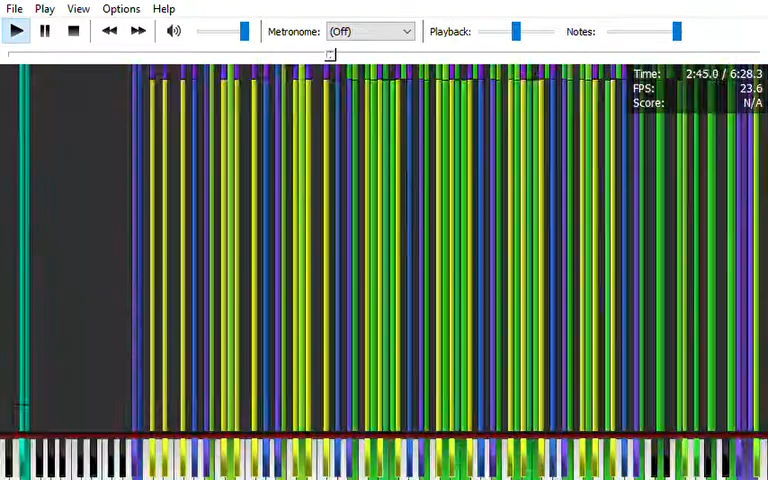 File Play View Options Help
Metronome: (Off) Playback: Notes:
Time: 2:45.0 / 6:28.3
FPS: 23.6
Score: N/A